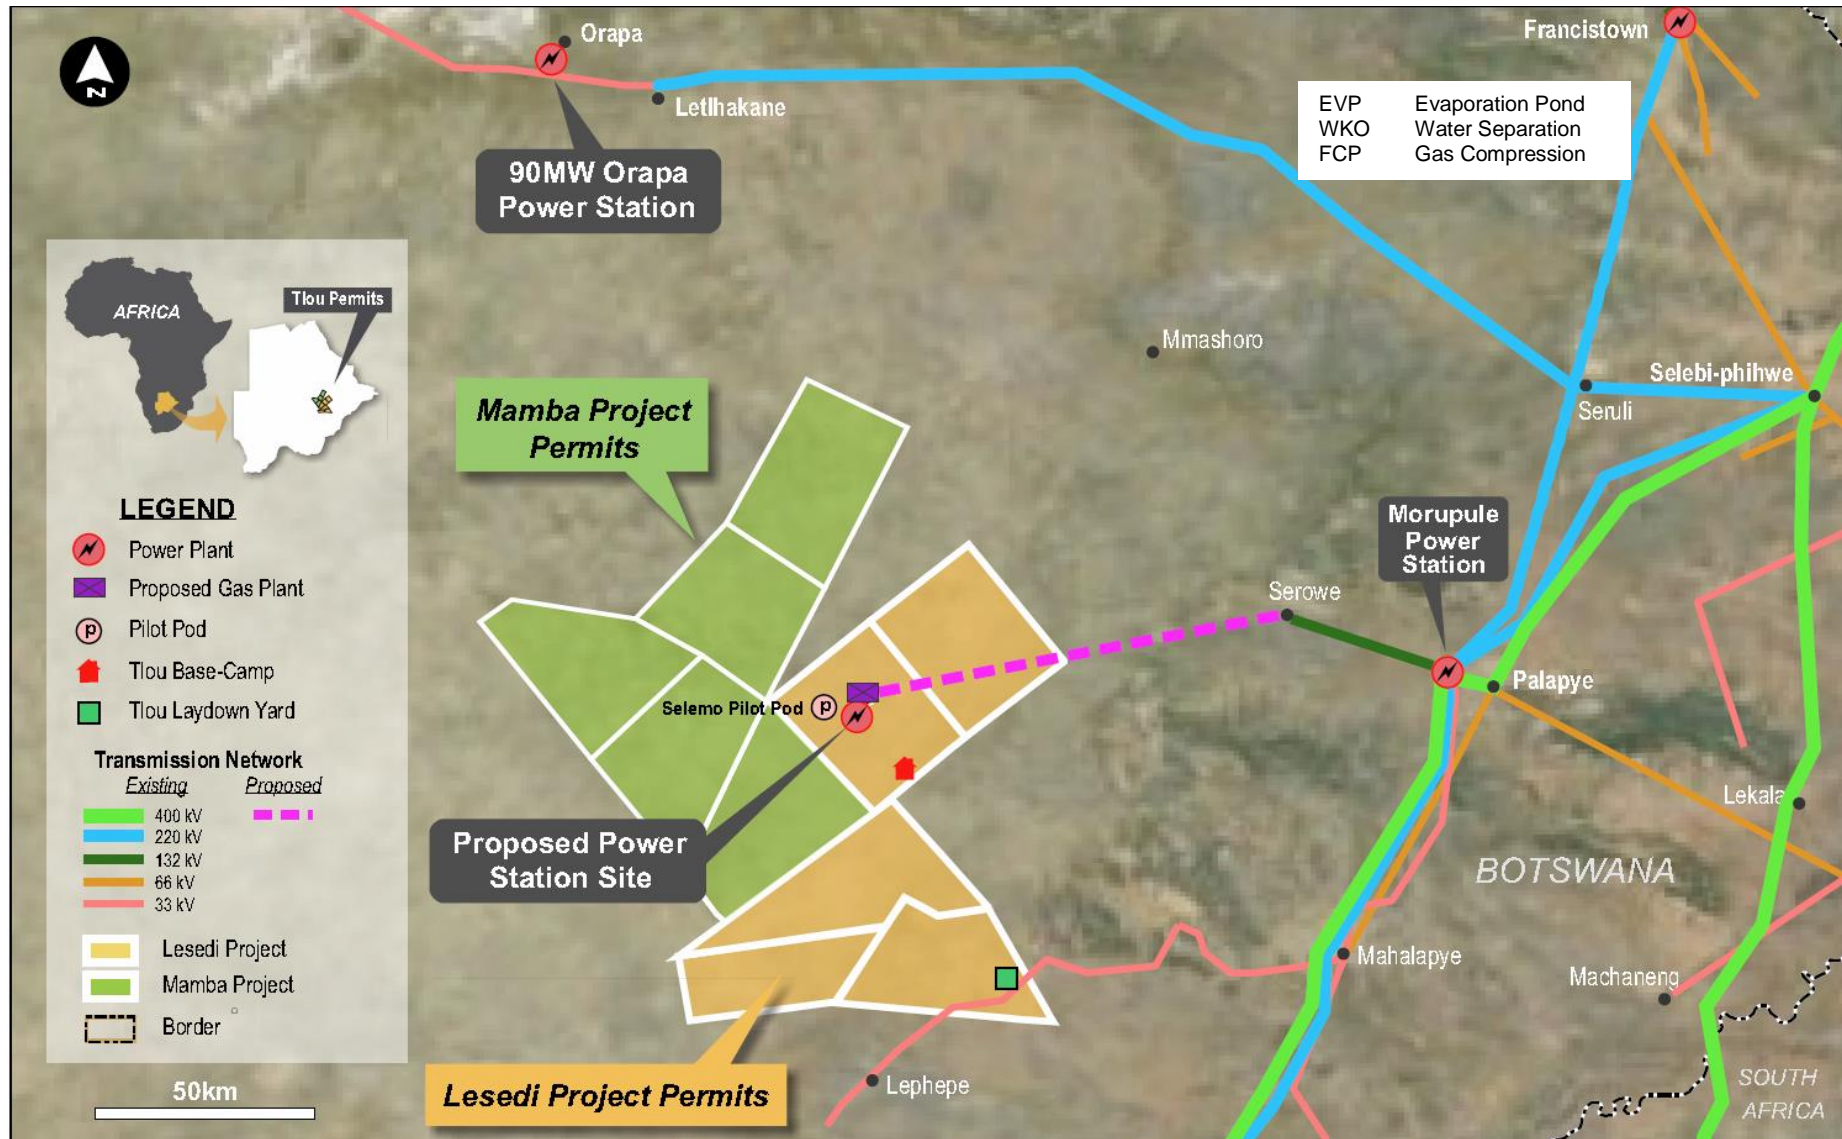 Orapa
Francistown
N
Letlhakane
EVP Evaporation Pond
WKO Water Separation
FCP Gas Compression
90MW Orapa
Power Station
Tlou Permits
AFRICA
Mmashoro
Selebi-phihwe
Seruli
Mamba Project
Permits
LEGEND
Power Plant
Proposed Gas Plant
p Pilot Pod
Tlou Base-Camp
Tlou Laydown Yard
Transmission Network
Existing Proposed
400 kV
220 kV
132 kV
66 kV
33 kV
Lesedi Project
Mamba Project
Border
50km
Morupule
Power
Station
Serowe
Palapye
Selemo Pilot Pod p
Lekala
Proposed Power
Station Site
BOTSWANA
Mahalapye
Machaneng
Lephepe
Lesedi Project Permits
SOUTH
AFRICA